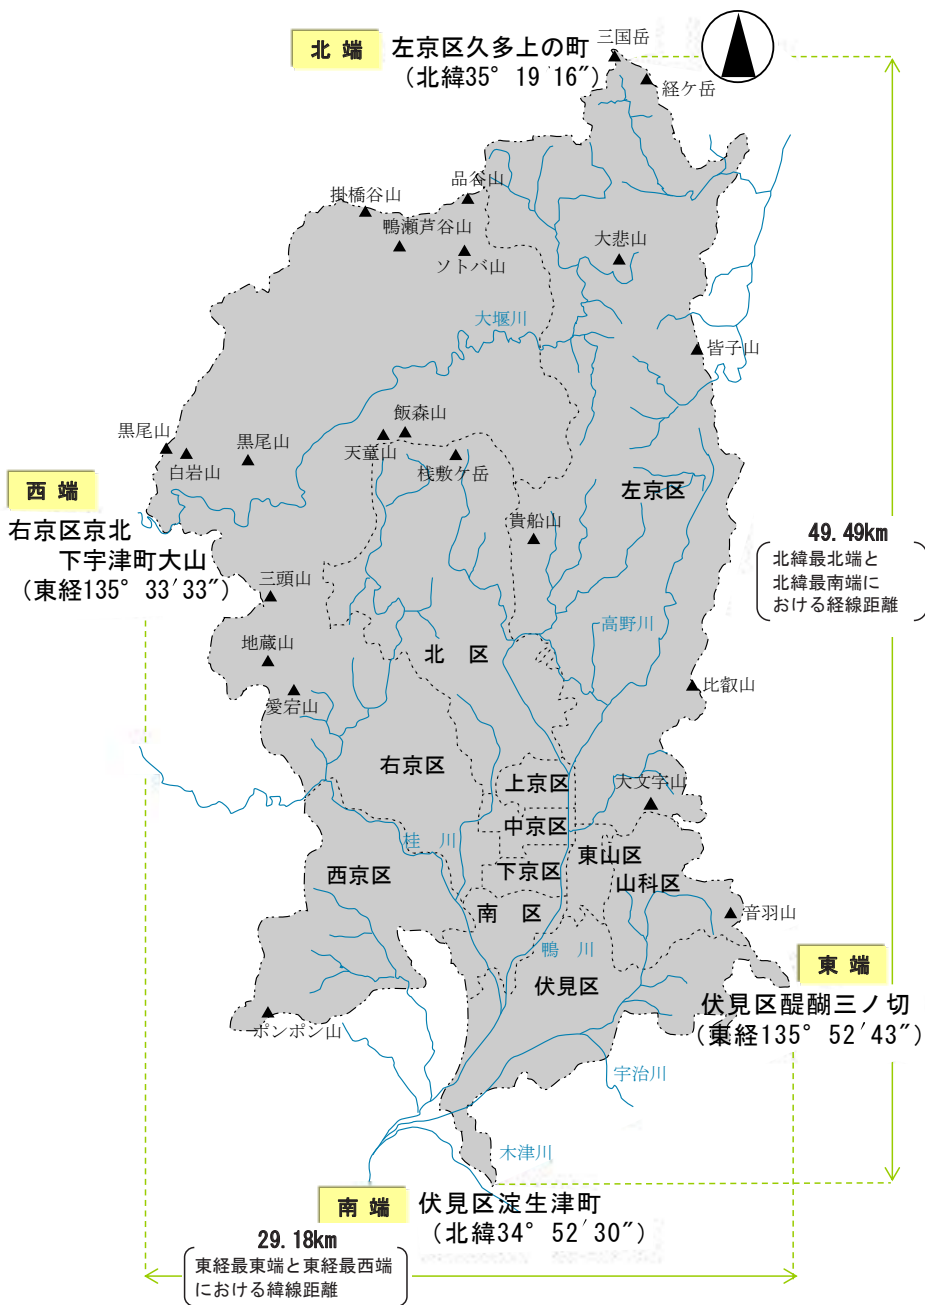 三国岳
北端
左京区久多上の町
(北緯35° 19′16″)
経ケ岳
品谷山
掛橋谷山
鴨瀬芦谷山
大悲山
ソトバ山
大堰川
皆子山
飯森山
黒尾山
黒尾山
天童山
白岩山
桟敷ケ岳
西端
左京区
貴船山
右京区京北
下宇津町大山
(東経135° 33′33″)
49.49km
北緯最北端と
北緯最南端に
おける経線距離
三頭山
高野川
地蔵山
北 区
比叡山
愛宕山
右京区
上京区
大文字山
中京区
桂 川
東山区
西京区
下京区
山科区
南 区
音羽山
鴨 川
東端
伏見区
伏見区醍醐三ノ切
(東経135° 52′43″)
ポンポン山
宇治川
木津川
南端
伏見区淀生津町
(北緯34° 52′30″)
29.18km
東経最東端と東経最西端
における緯線距離